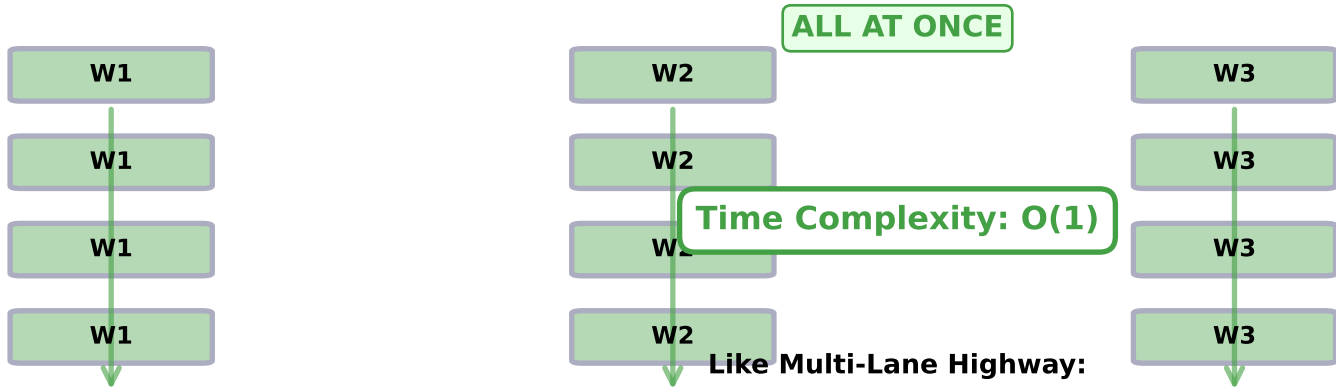 ALL AT ONCE
W1 W2 W3
W1 W2 W3
Time Complexity: O(1)
W1 W2 W3
W1 W2 W3
Like Multi-Lane Highway: